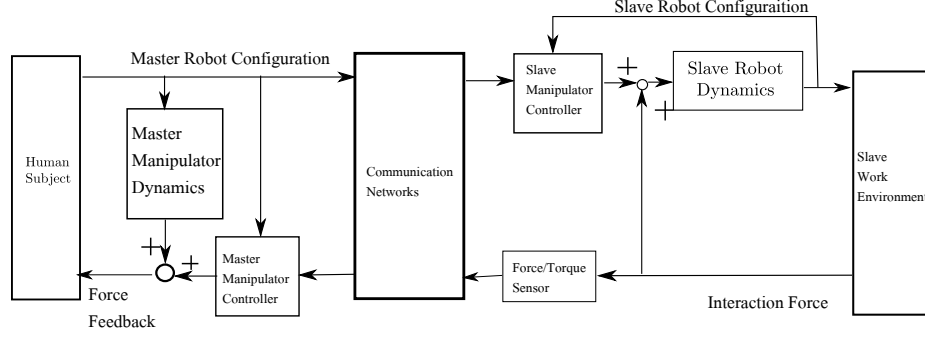 Slave Robot Configuraition
Master Robot Configuration
Human
Subject
Master
Manipulator
Dynamics
+
+
Force
Feedback
Master
Manipulator
Controller
Communication
Networks
Slave
Manipulator
Controller
+
+
Slave Robot
Dynamics
Force/Torque
Sensor
Interaction Force
Slave
Work
Environment